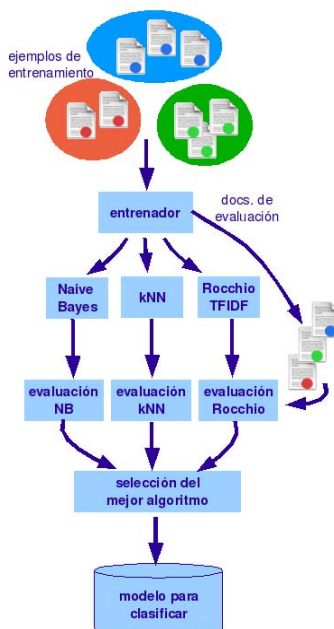 ejemplos de
entrenamiento
entrenador
docs. de
evaluación
Naive
Bayes
kNN
Rocchio
TFIDF
evaluación
NB
evaluación
kNN
evaluación
Rocchio
selección del
mejor algoritmo
modelo para
clasificar